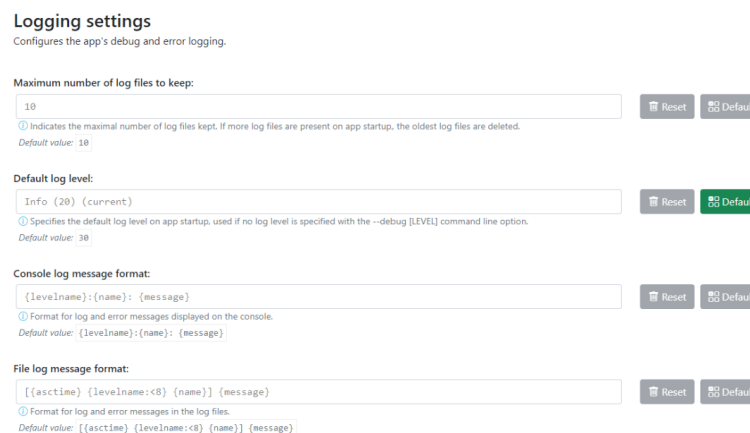 Logging settings
Configures the app's debug and error logging.
Maximum number of log files to keep:
10 Reset Defaul
Indicates the maximal number of log files kept. If more log files are present on app startup, the oldest log files are deleted.
Default value: 10
Default log level:
Info (20) (current) Reset Defaul
Specifies the default log level on app startup, used if no log level is specified with the --debug [LEVEL] command line option.
Default value: 30
Console log message format:
{levelname}:{name}: {message} Reset Defaul
Format for log and error messages displayed on the console.
Default value: {levelname}:{name}: {message}
File log message format:
[{asctime} {levelname:<8} {name}] {message} Reset Defaul
Format for log and error messages in the log files.
Default value: [{asctime} {levelname:<8} {name}] {message}